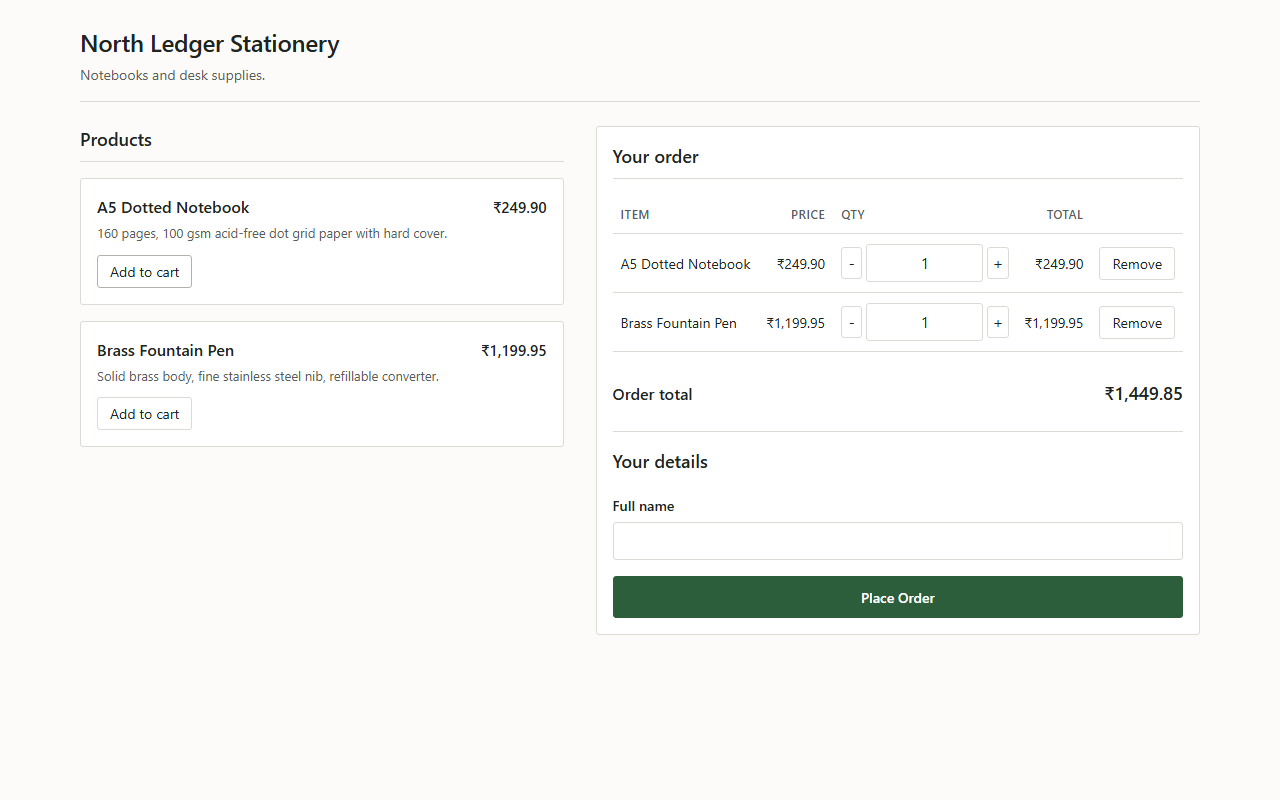 North Ledger Stationery
Notebooks and desk supplies.
Products
A5 Dotted Notebook ₹249.90
160 pages, 100 gsm acid-free dot grid paper with hard cover.
Add to cart
Brass Fountain Pen ₹1,199.95
Solid brass body, fine stainless steel nib, refillable converter.
Add to cart
Your order
ITEM PRICE QTY TOTAL
A5 Dotted Notebook ₹249.90 - 1 + ₹249.90 Remove
Brass Fountain Pen ₹1,199.95 - 1 + ₹1,199.95 Remove
Order total ₹1,449.85
Your details
Full name
Place Order